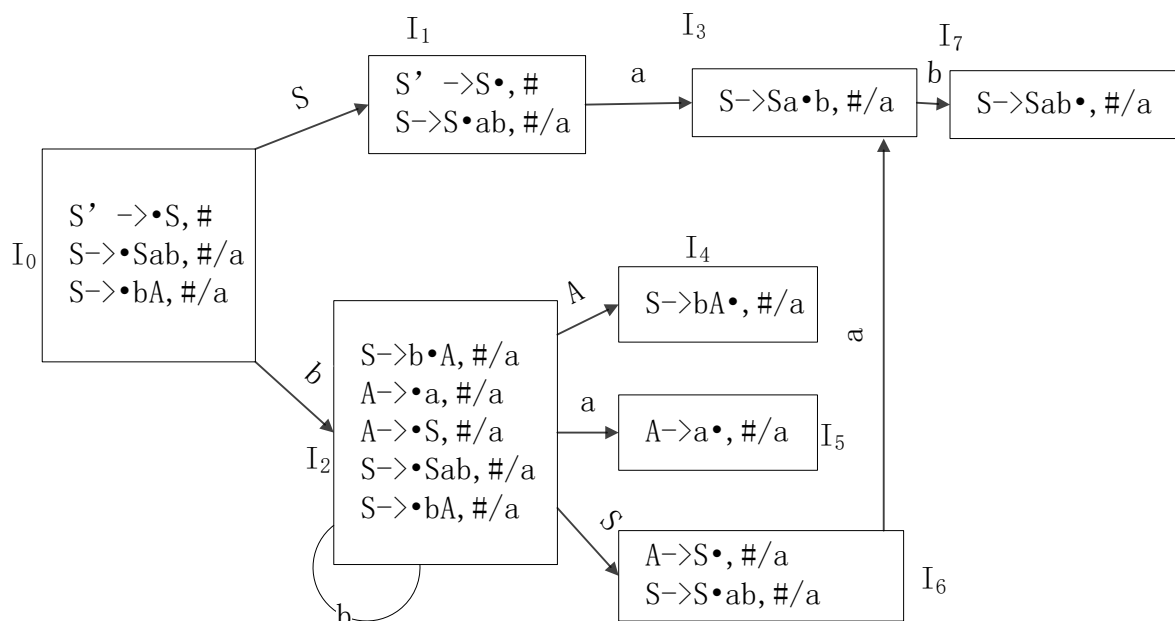 I1
S' ->S•, #
S->S•ab, #/a
S
a
I3
S->Sa•b, #/a
b
I7
S->Sab•, #/a
I0
S' ->•S, #
S->•Sab, #/a
S->•bA, #/a
b
I2
S->b•A, #/a
A->•a, #/a
A->•S, #/a
S->•Sab, #/a
S->•bA, #/a
b
A
I4
S->bA•, #/a
a
A->a•, #/a
I5
S
A->S•, #/a
S->S•ab, #/a
I6
a